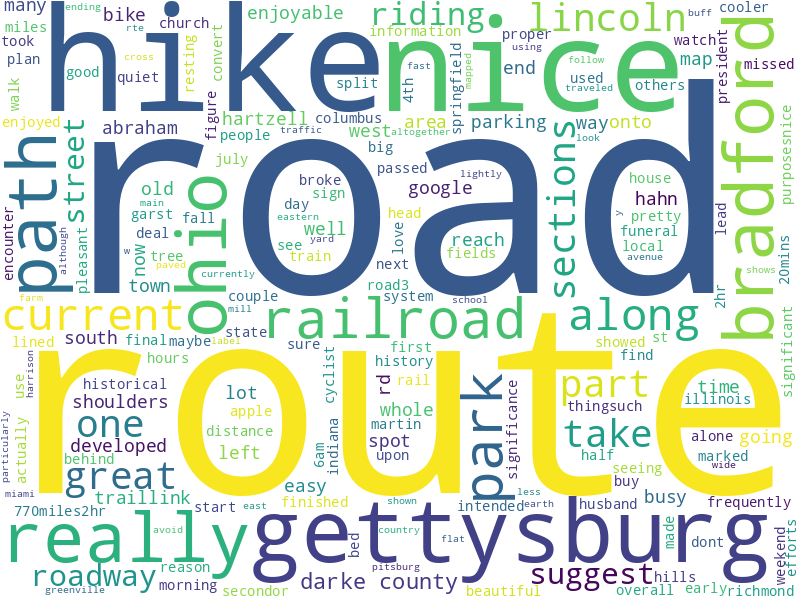 many
took
miles
bike
church
enjoyable
riding
information
lincoln
proper
using
buff
cooler
ending
rte
cross
hike
nice
plan
good
quiet
resting
convert
split
4th
fast
mapped
end
used
map
watch
others
follow
traveled
president
missed
bradford
walk
enjoyed
abraham
figure
hartzell
people
traffic
columbus
west
area
altogether
springfield
parking
way
look
onto
purposesnice
path
street
road
july
big
passed
sections
encounter
although
pleasant
old
main
garst
deal
now
tree
w
paved
town
fall
ohio
broke
sign
day
eastern
well
see
yard
train
google
head
love
reach
next
fields
currently
couple
road3
system
house
hahn
y
pretty
funeral
local
avenue
lead
20mins
2hr
shows
farm
current
railroad
mill
school
along
lined
south
final
maybe
state
label
sure
first
history
showed
st
find
significant
route
use
harrison
historical
hours
shoulders
one
developed
behind
lot
apple
distance
left
cyclist
indiana
6am
rd
rail
whole
martin
spot
upon
park
significance
part
thingsuch
take
half
seeing
time
illinois
alone
going
marked
wide
buy
particularly
actually
miami
great
traillink
770miles2hr
start
east
easy
finished
shown
intended
less
earth
husband
busy
frequently
really
avoid
gettysburg
bed
country
flat
made
dont
weekend
efforts
roadway
reason
morning
greenville
secondor
darke county
pittsburg
beautiful
suggest
hills
overall
early
richmond